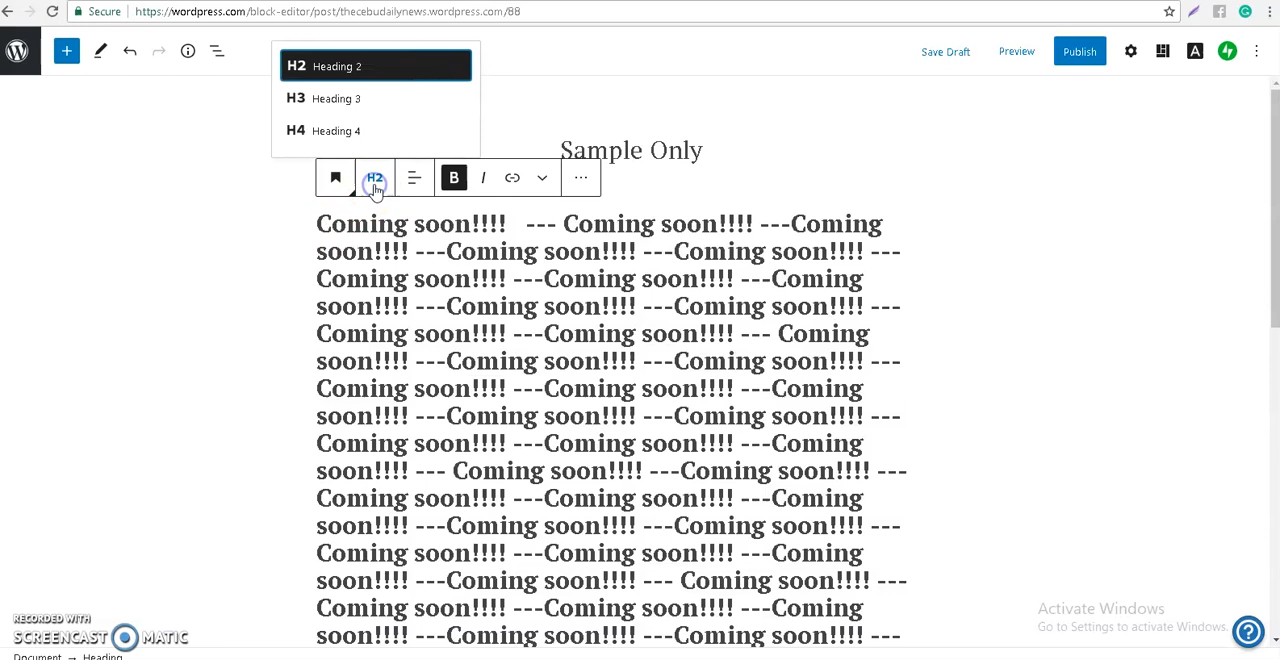 Secure https://wordpress.com/block-editor/post/thecebudailynews.wordpress.com/88
Save Draft Preview Publish A
H2 Heading 2
H3 Heading 3
H4 Heading 4
Sample Only
H2 B I
Coming soon!!!! --- Coming soon!!!! ---Coming
soon!!!! ---Coming soon!!!! ---Coming soon!!!! ---
Coming soon!!!! ---Coming soon!!!! ---Coming
soon!!!! ---Coming soon!!!! ---Coming soon!!!! ---
Coming soon!!!! ---Coming soon!!!! --- Coming
soon!!!! ---Coming soon!!!! ---Coming soon!!!! ---
Coming soon!!!! ---Coming soon!!!! ---Coming
soon!!!! ---Coming soon!!!! ---Coming soon!!!! ---
Coming soon!!!! ---Coming soon!!!! ---Coming
soon!!!! --- Coming soon!!!! ---Coming soon!!!! ---
Coming soon!!!! ---Coming soon!!!! ---Coming
soon!!!! ---Coming soon!!!! ---Coming soon!!!! ---
Coming soon!!!! ---Coming soon!!!! ---Coming
soon!!!! ---Coming soon!!!! --- Coming soon!!!! ---
Coming soon!!!! ---Coming soon!!!! ---Coming
soon!!!! ---Coming soon!!!! ---Coming soon!!!! ---
Activate Windows
Go to Settings to activate Windows.
RECORDED WITH
SCREENCAST MATIC
Document → Heading